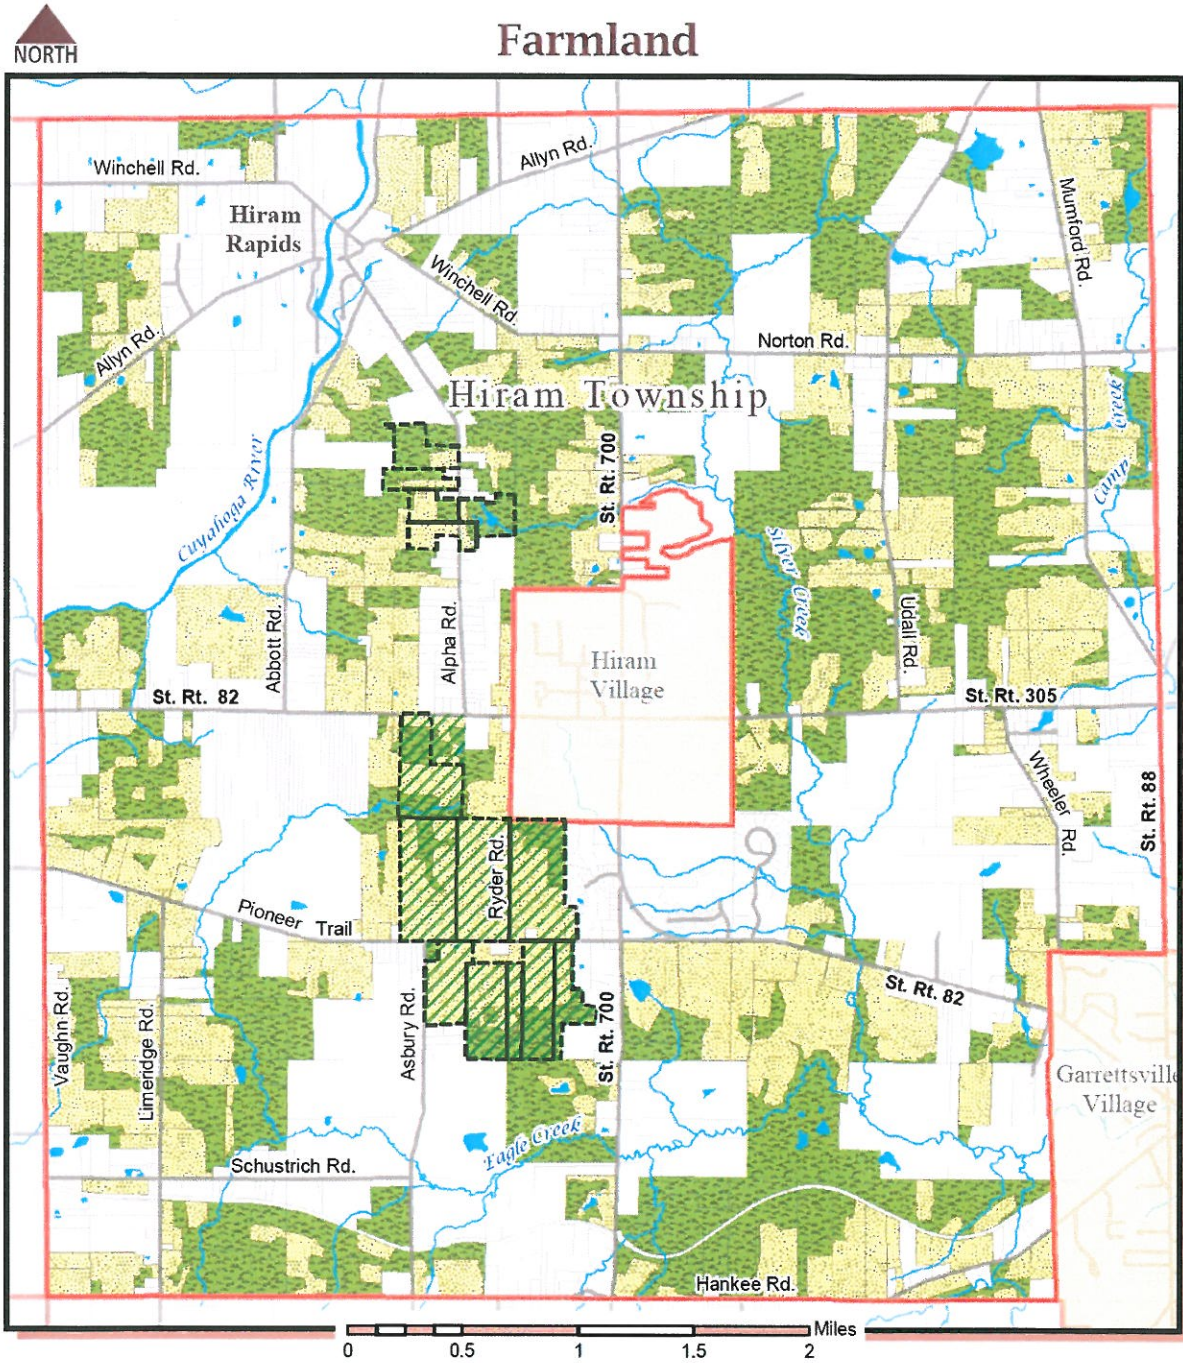 Farmland
NORTH
Winchell Rd.
Allyn Rd.
Hiram
Rapids
Mumford Rd.
Winchell Rd.
Allyn Rd.
Norton Rd.
Hiram Township
Creek
Camp
St. Rt. 700
Cuyahoga River
Silver Creek
Abbott Rd.
Alpha Rd.
Udall Rd.
Hiram
Village
St. Rt. 82
St. Rt. 305
Wheeler Rd.
St. Rt. 88
Ryder Rd.
Pioneer Trail
St. Rt. 82
Vaughn Rd.
Limeridge Rd.
Asbury Rd.
St. Rt. 700
Garrettsville
Village
Eagle Creek
Schustrich Rd.
Hankee Rd.
Miles
0 0.5 1 1.5 2